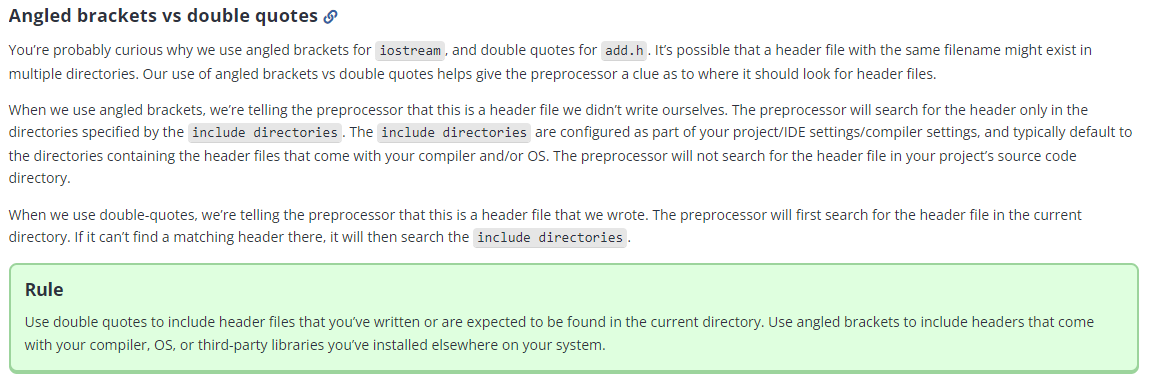 Angled brackets vs double quotes
You’re probably curious why we use angled brackets for iostream, and double quotes for add.h. It’s possible that a header file with the same filename might exist in
multiple directories. Our use of angled brackets vs double quotes helps give the preprocessor a clue as to where it should look for header files.
When we use angled brackets, we’re telling the preprocessor that this is a header file we didn’t write ourselves. The preprocessor will search for the header only in the
directories specified by the include directories. The include directories are configured as part of your project/IDE settings/compiler settings, and typically default to
the directories containing the header files that come with your compiler and/or OS. The preprocessor will not search for the header file in your project’s source code
directory.
When we use double-quotes, we’re telling the preprocessor that this is a header file that we wrote. The preprocessor will first search for the header file in the current
directory. If it can’t find a matching header there, it will then search the include directories.
Rule
Use double quotes to include header files that you’ve written or are expected to be found in the current directory. Use angled brackets to include headers that come
with your compiler, OS, or third-party libraries you’ve installed elsewhere on your system.